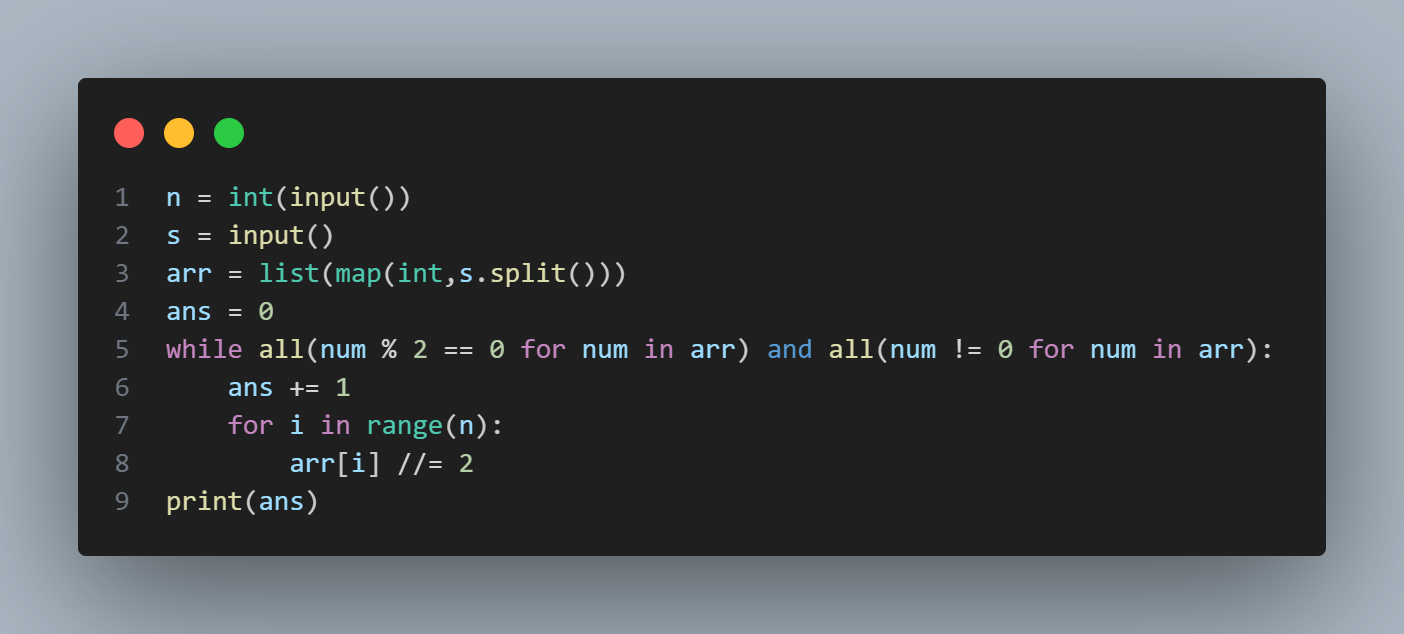 1 n = int(input())
2 s = input()
3 arr = list(map(int,s.split()))
4 ans = 0
5 while all(num % 2 == 0 for num in arr) and all(num != 0 for num in arr):
6     ans += 1
7     for i in range(n):
8         arr[i] //= 2
9 print(ans)